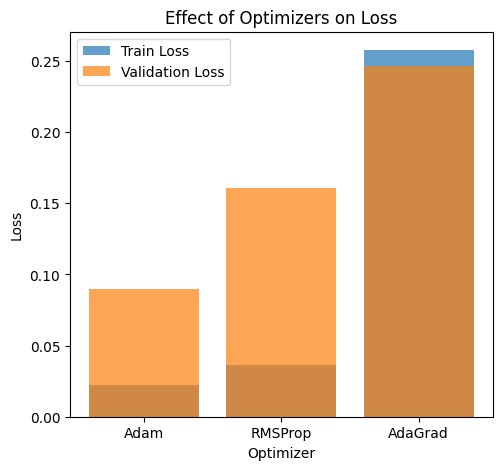 Effect of Optimizers on Loss
Train Loss
Validation Loss
Loss
0.25
0.20
0.15
0.10
0.05
0.00
Adam RMSProp AdaGrad
Optimizer